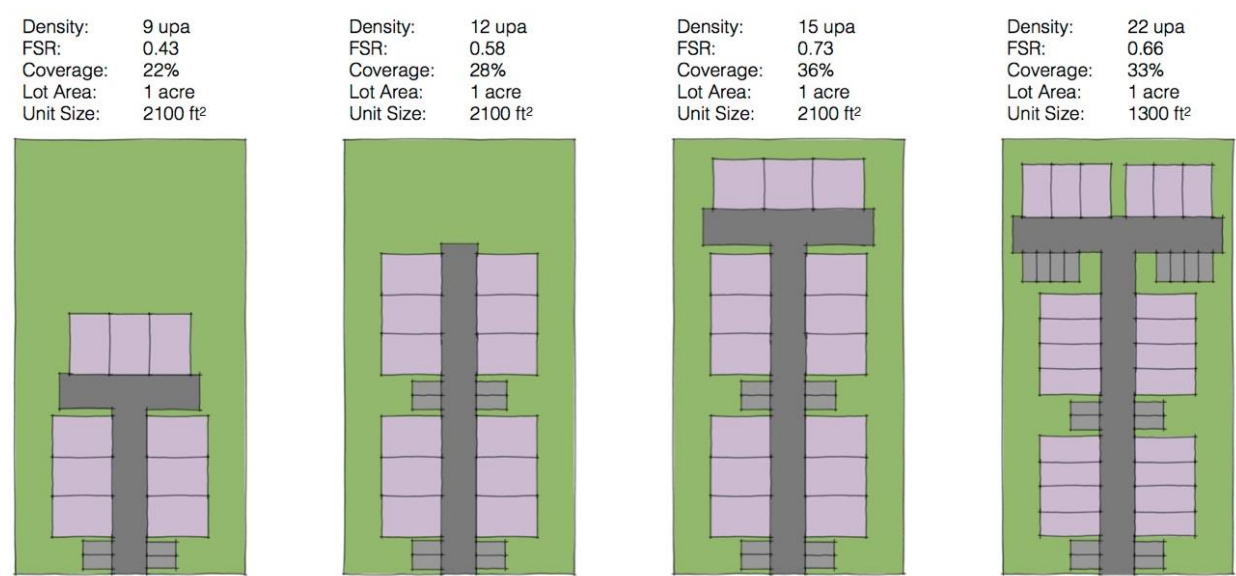 Density: 9 upa
FSR: 0.43
Coverage: 22%
Lot Area: 1 acre
Unit Size: 2100 ft²
Density: 12 upa
FSR: 0.58
Coverage: 28%
Lot Area: 1 acre
Unit Size: 2100 ft²
Density: 15 upa
FSR: 0.73
Coverage: 36%
Lot Area: 1 acre
Unit Size: 2100 ft²
Density: 22 upa
FSR: 0.66
Coverage: 33%
Lot Area: 1 acre
Unit Size: 1300 ft²